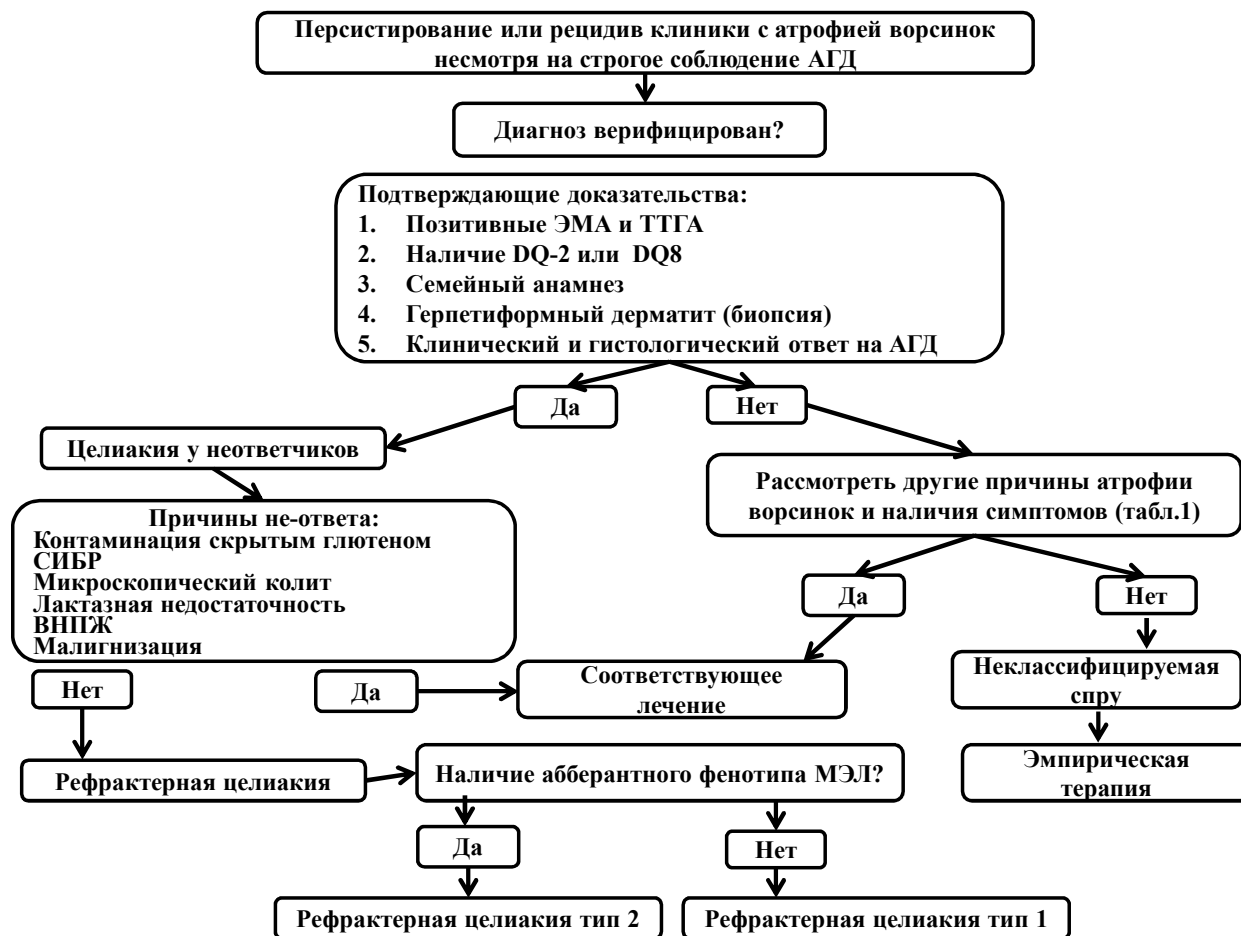 Персистирование или рецидив клиники с атрофией ворсинок
несмотря на строгое соблюдение АГД
Диагноз верифицирован?
Подтверждающие доказательства:
1. Позитивные ЭМА и ТТГА
2. Наличие DQ-2 или DQ8
3. Семейный анамнез
4. Герпетиформный дерматит (биопсия)
5. Клинический и гистологический ответ на АГД
Да
Нет
Целиакия у неответчиков
Рассмотреть другие причины атрофии
ворсинок и наличия симптомов (табл.1)
Причины не-ответа:
Контаминация скрытым глютеном
СИБР
Микроскопический колит
Лактазная недостаточность
ВНПЖ
Малигнизация
Да
Нет
Нет
Да
Соответствующее
лечение
Неклассифицируемая
спру
Рефрактерная целиакия
Наличие абберантного фенотипа МЭЛ?
Эмпирическая
терапия
Да
Нет
Рефрактерная целиакия тип 2
Рефрактерная целиакия тип 1